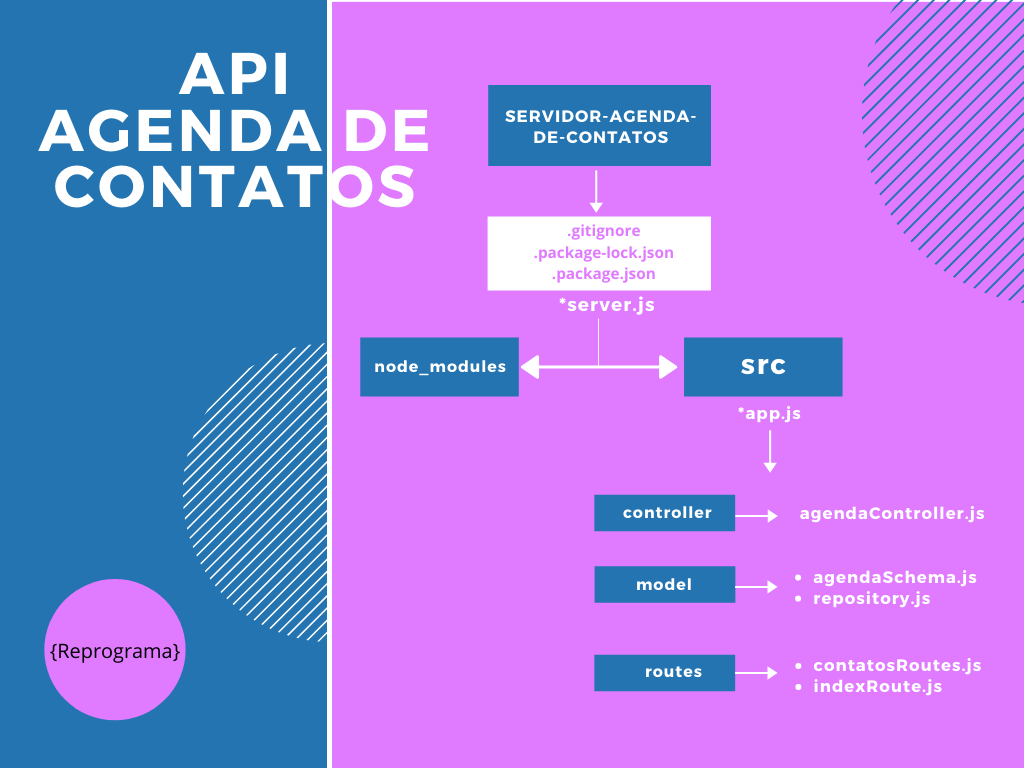 API
AGENDA DE
CONTATOS
SERVIDOR-AGENDA-
DE-CONTATOS
.gitignore
.package-lock.json
.package.json
*server.js
node_modules
src
*app.js
controller
agendaController.js
model
• agendaSchema.js
• repository.js
routes
• contatosRoutes.js
• indexRoute.js
{Reprograma}